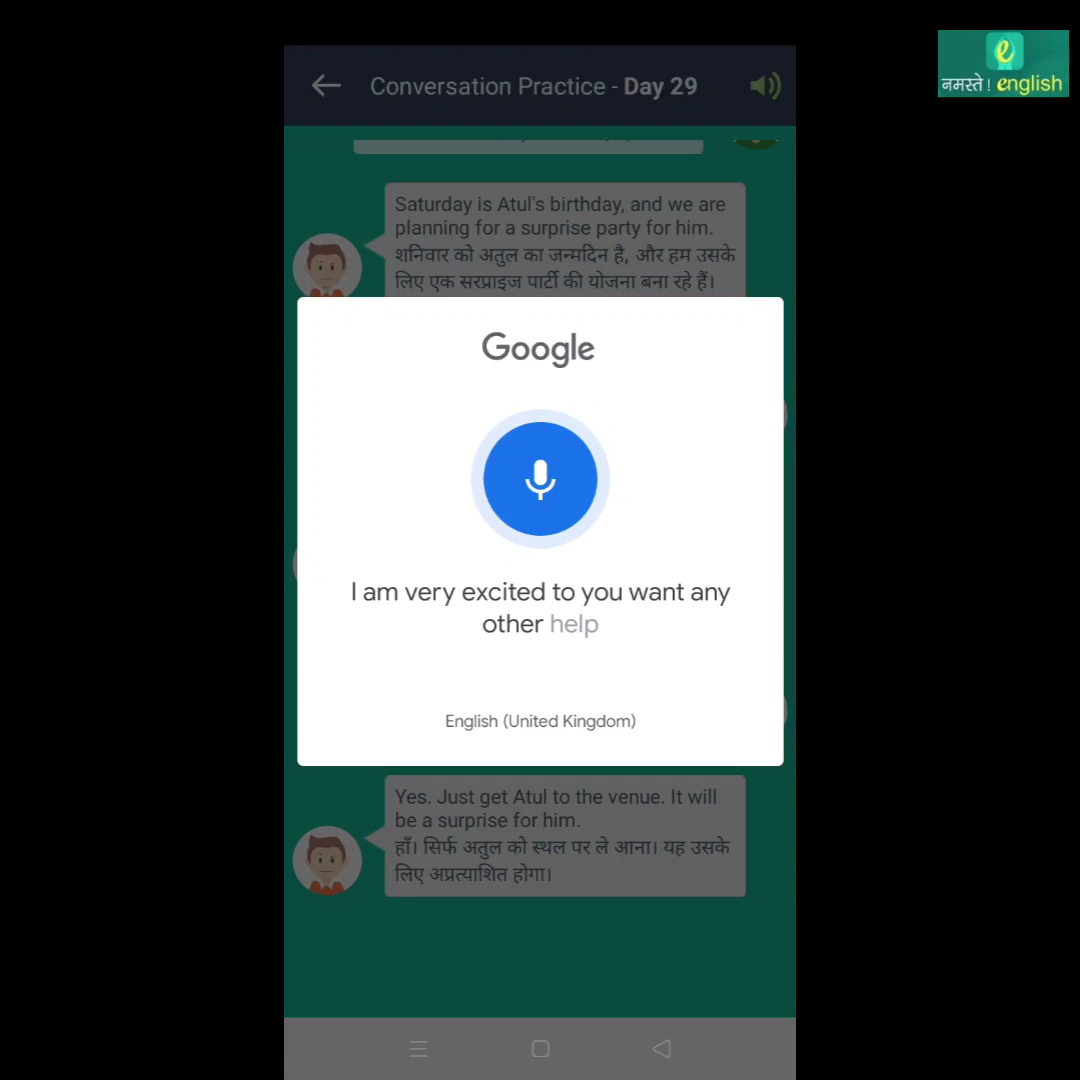 नमस्ते! english
Conversation Practice - Day 29
Saturday is Atul's birthday, and we are
planning for a surprise party for him.
शनिवार को अतुल का जन्मदिन है, और हम उसके
लिए एक सरप्राइज पार्टी की योजना बना रहे हैं।
Google
I am very excited to you want any
other help
English (United Kingdom)
Yes. Just get Atul to the venue. It will
be a surprise for him.
हाँ। सिर्फ अतुल को स्थल पर ले आना। यह उसके
लिए अप्रत्याशित होगा।